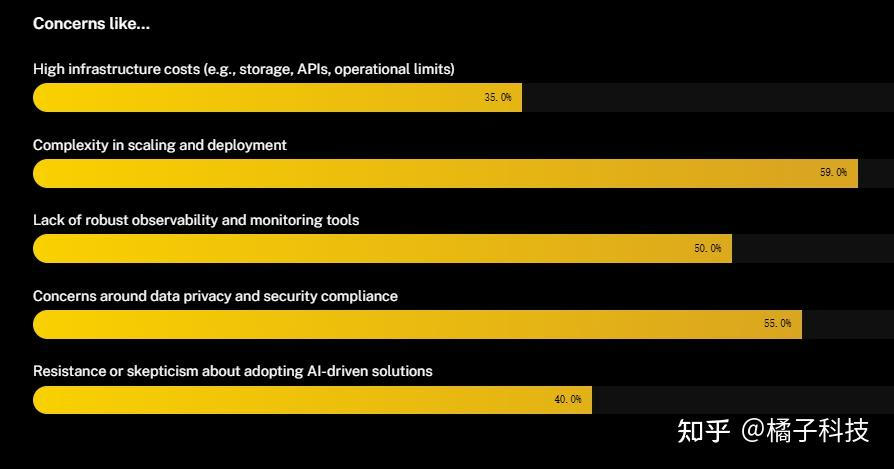 Concerns like...
High infrastructure costs (e.g., storage, APIs, operational limits)
35.0%
Complexity in scaling and deployment
59.0%
Lack of robust observability and monitoring tools
50.0%
Concerns around data privacy and security compliance
55.0%
Resistance or skepticism about adopting AI-driven solutions
40.0%
知乎 @橘子科技